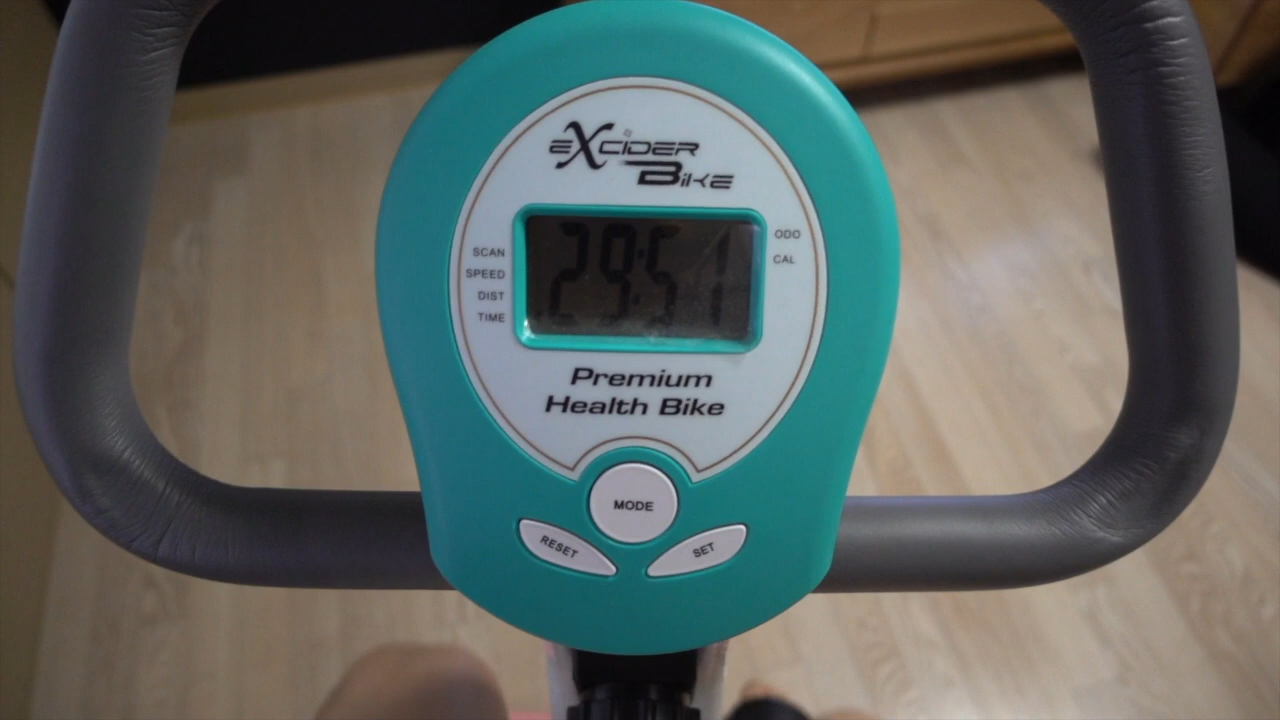 eXCIDER
BIKE
29:51
SCAN
SPEED
DIST
TIME
ODO
CAL
Premium
Health Bike
MODE
RESET
SET